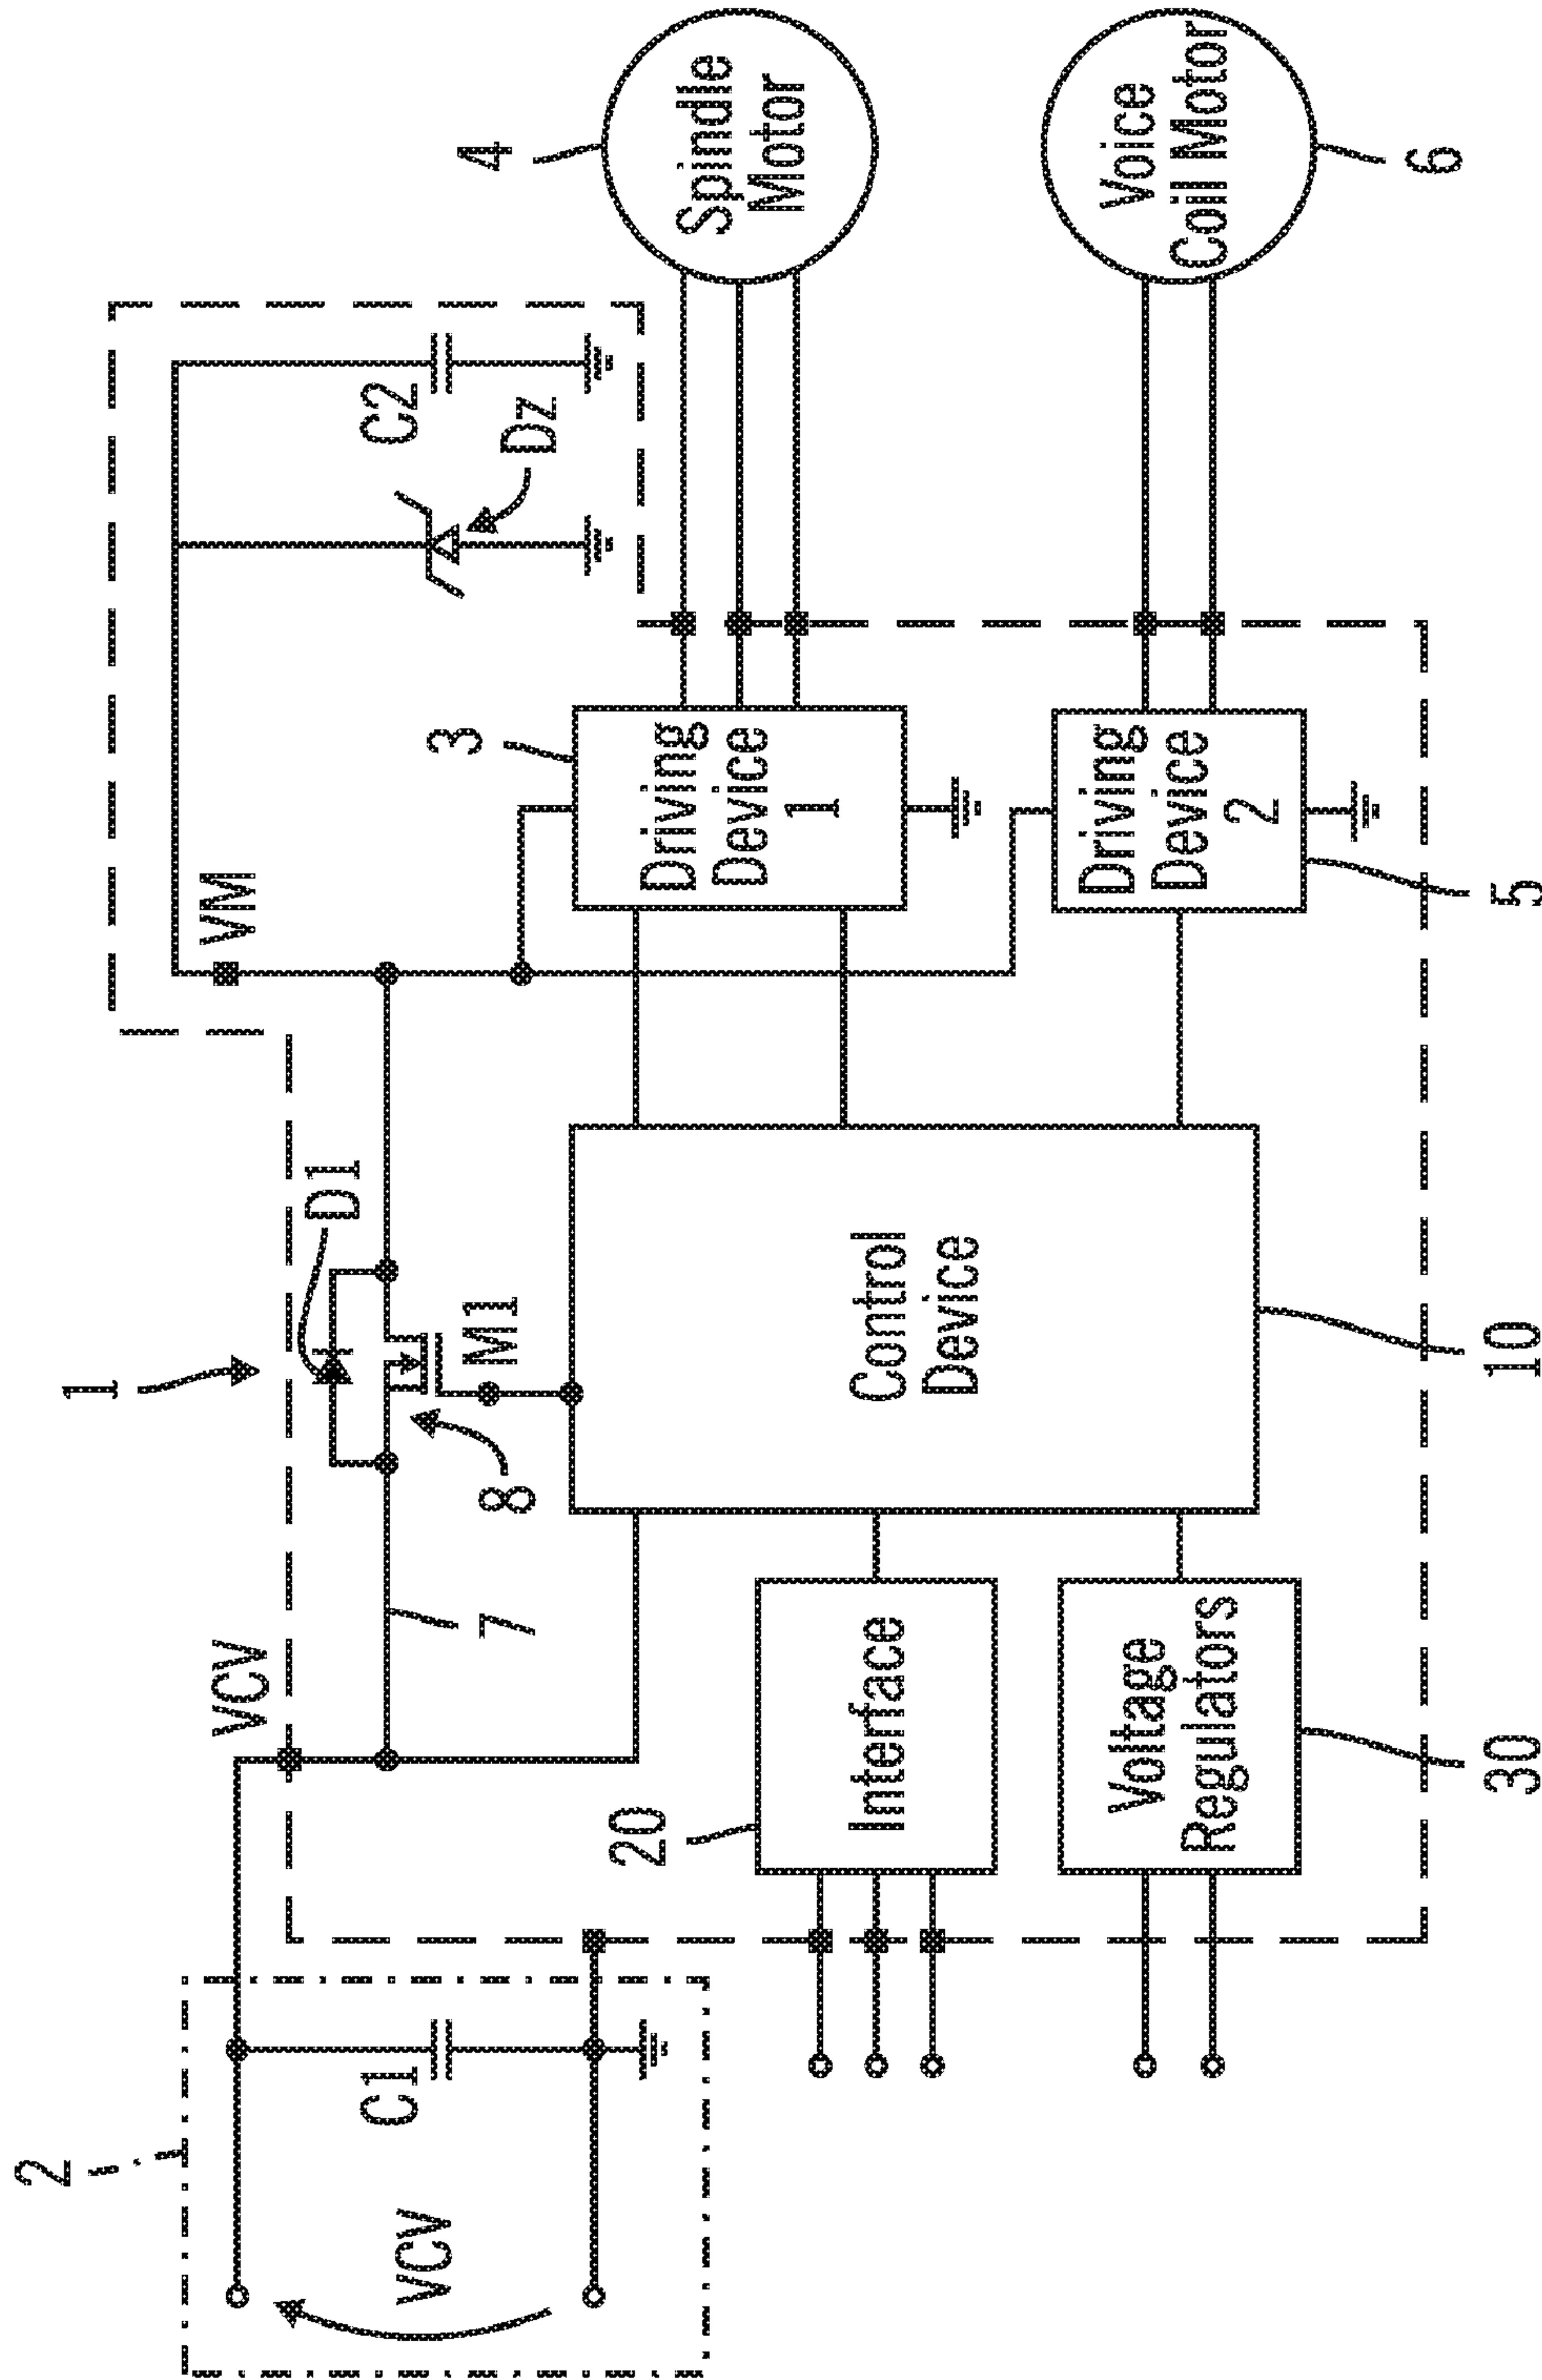 1
2
VCV
C1
VCV
7
8
D1
M1
VM
C2
Dz
3
4
Driving
Device
1
Spindle
Motor
20
Interface
Control
Device
Voltage
Regulators
Driving
Device
2
Voice
Coil Motor
30
10
5
6